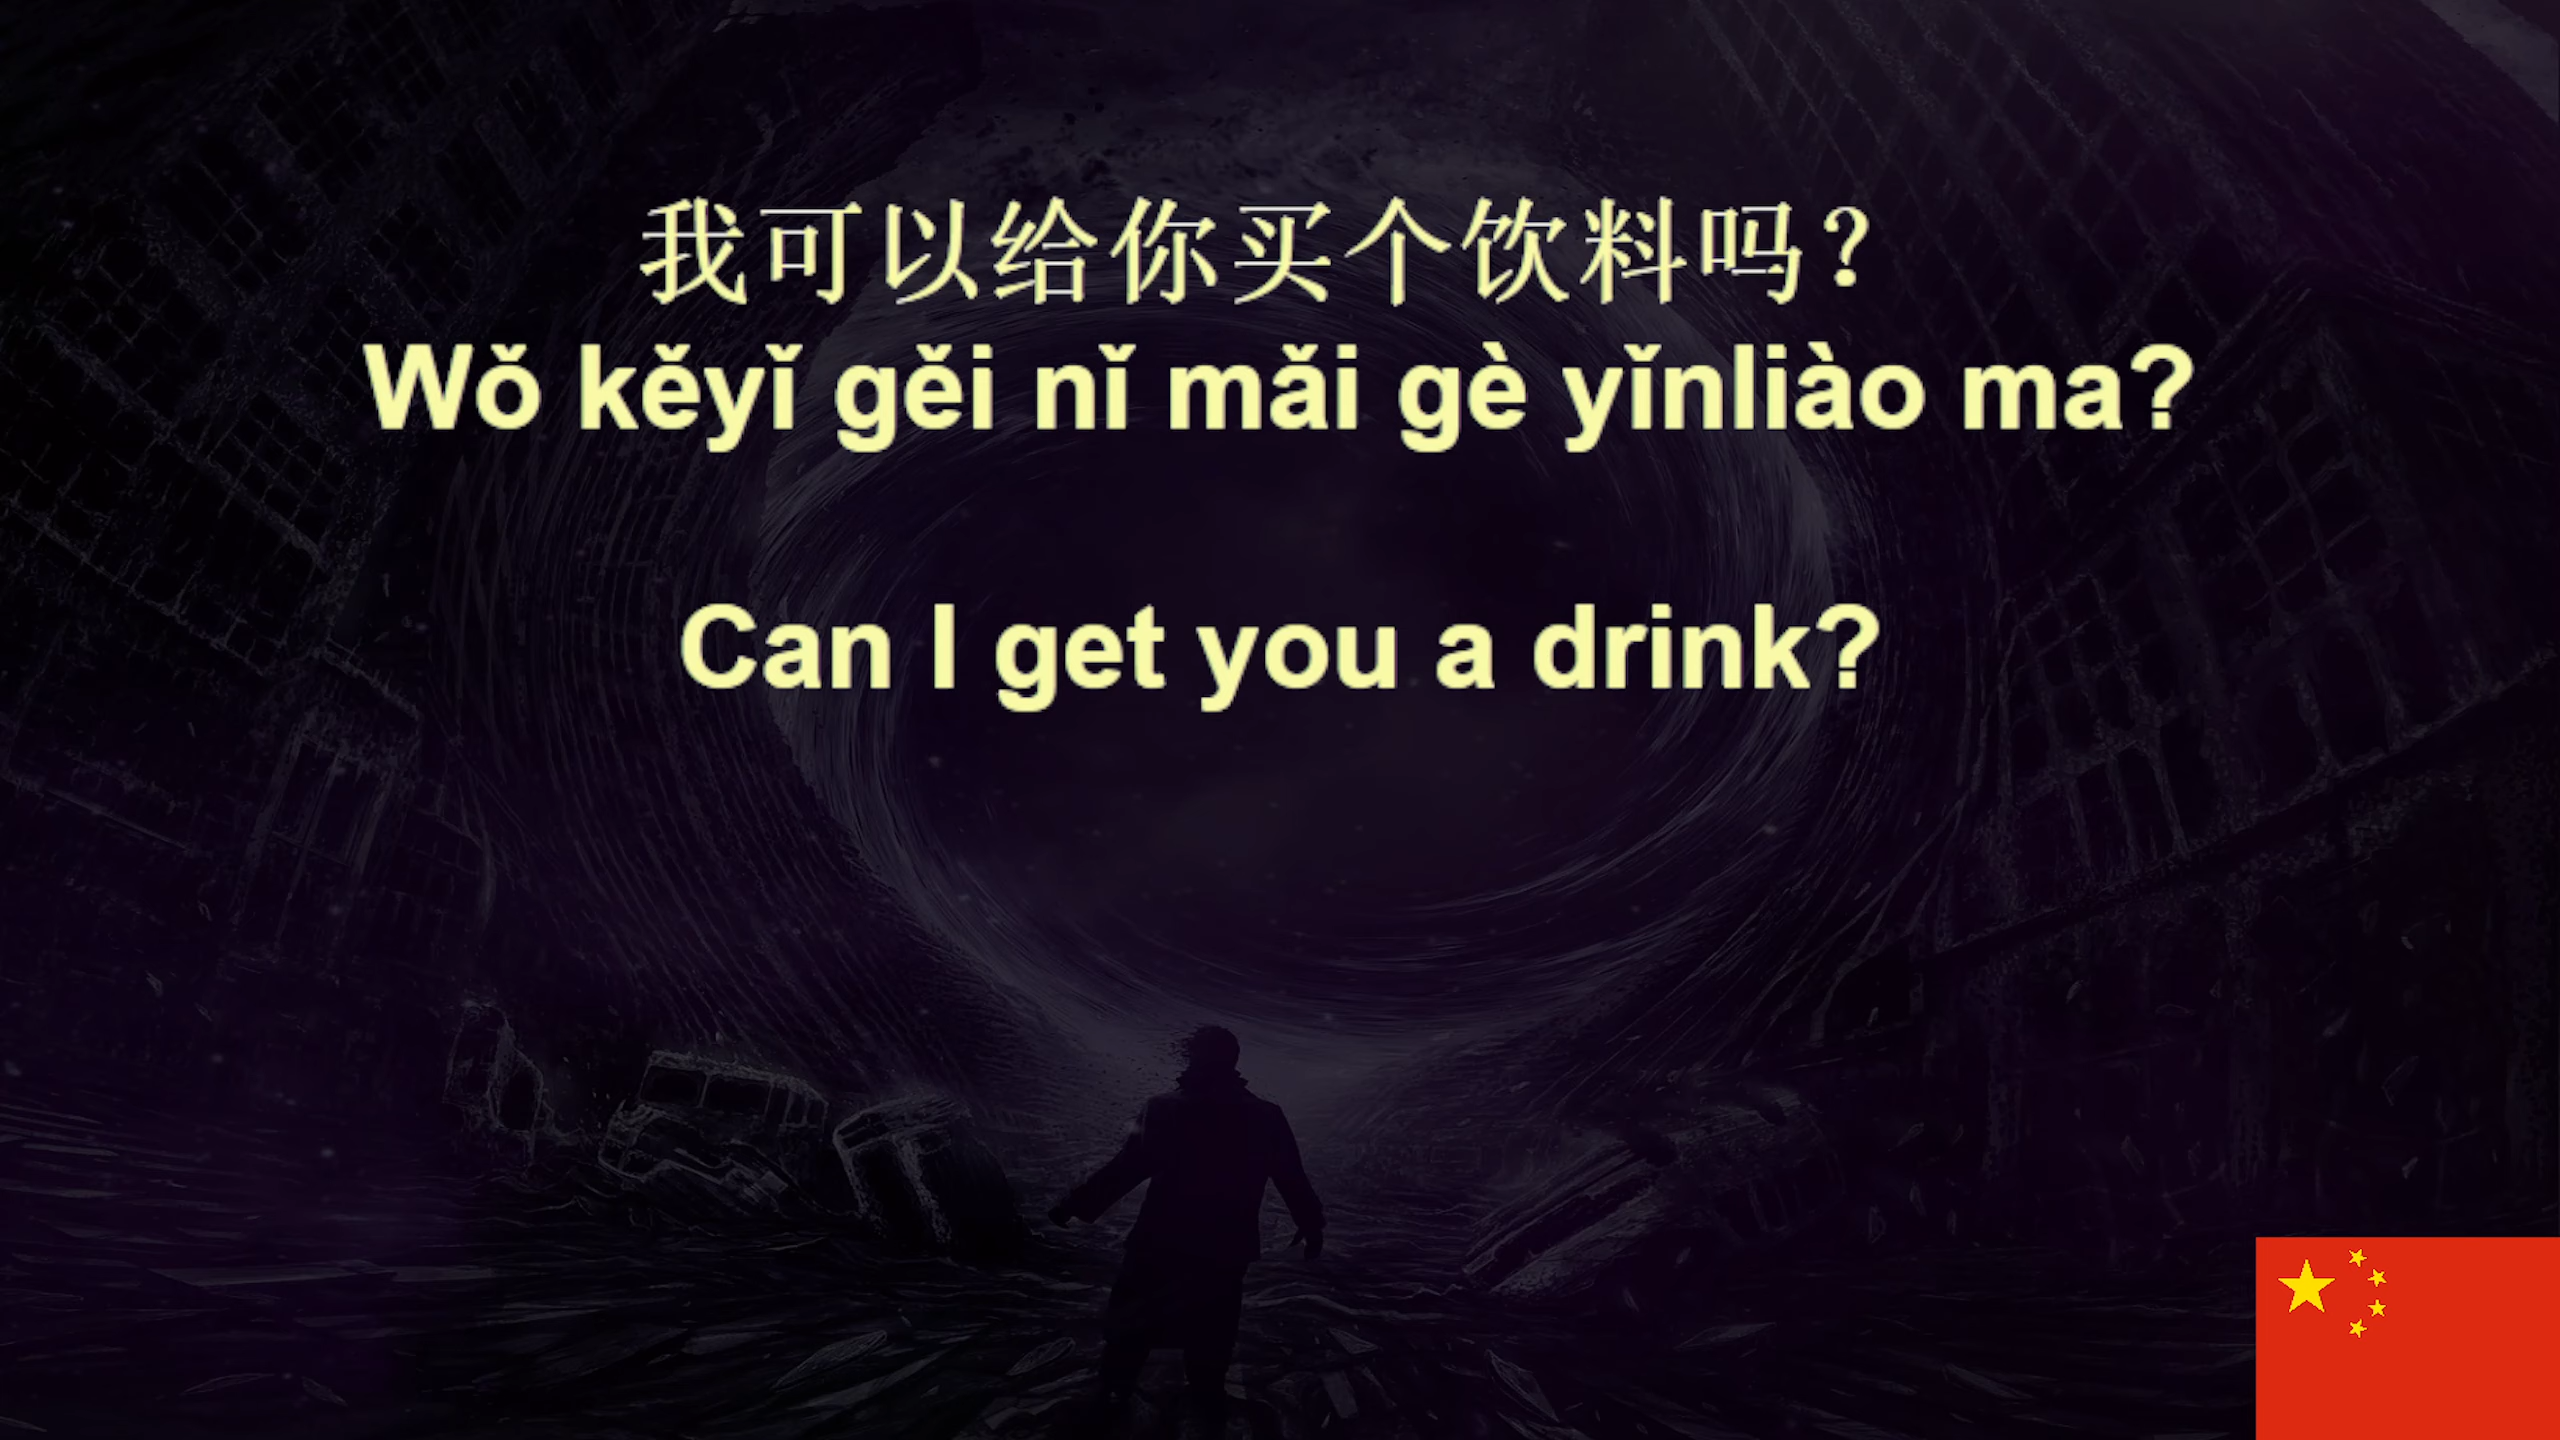 我可以给你买个饮料吗？
Wǒ kěyǐ gěi nǐ mǎi gè yǐnliào ma?
Can I get you a drink?